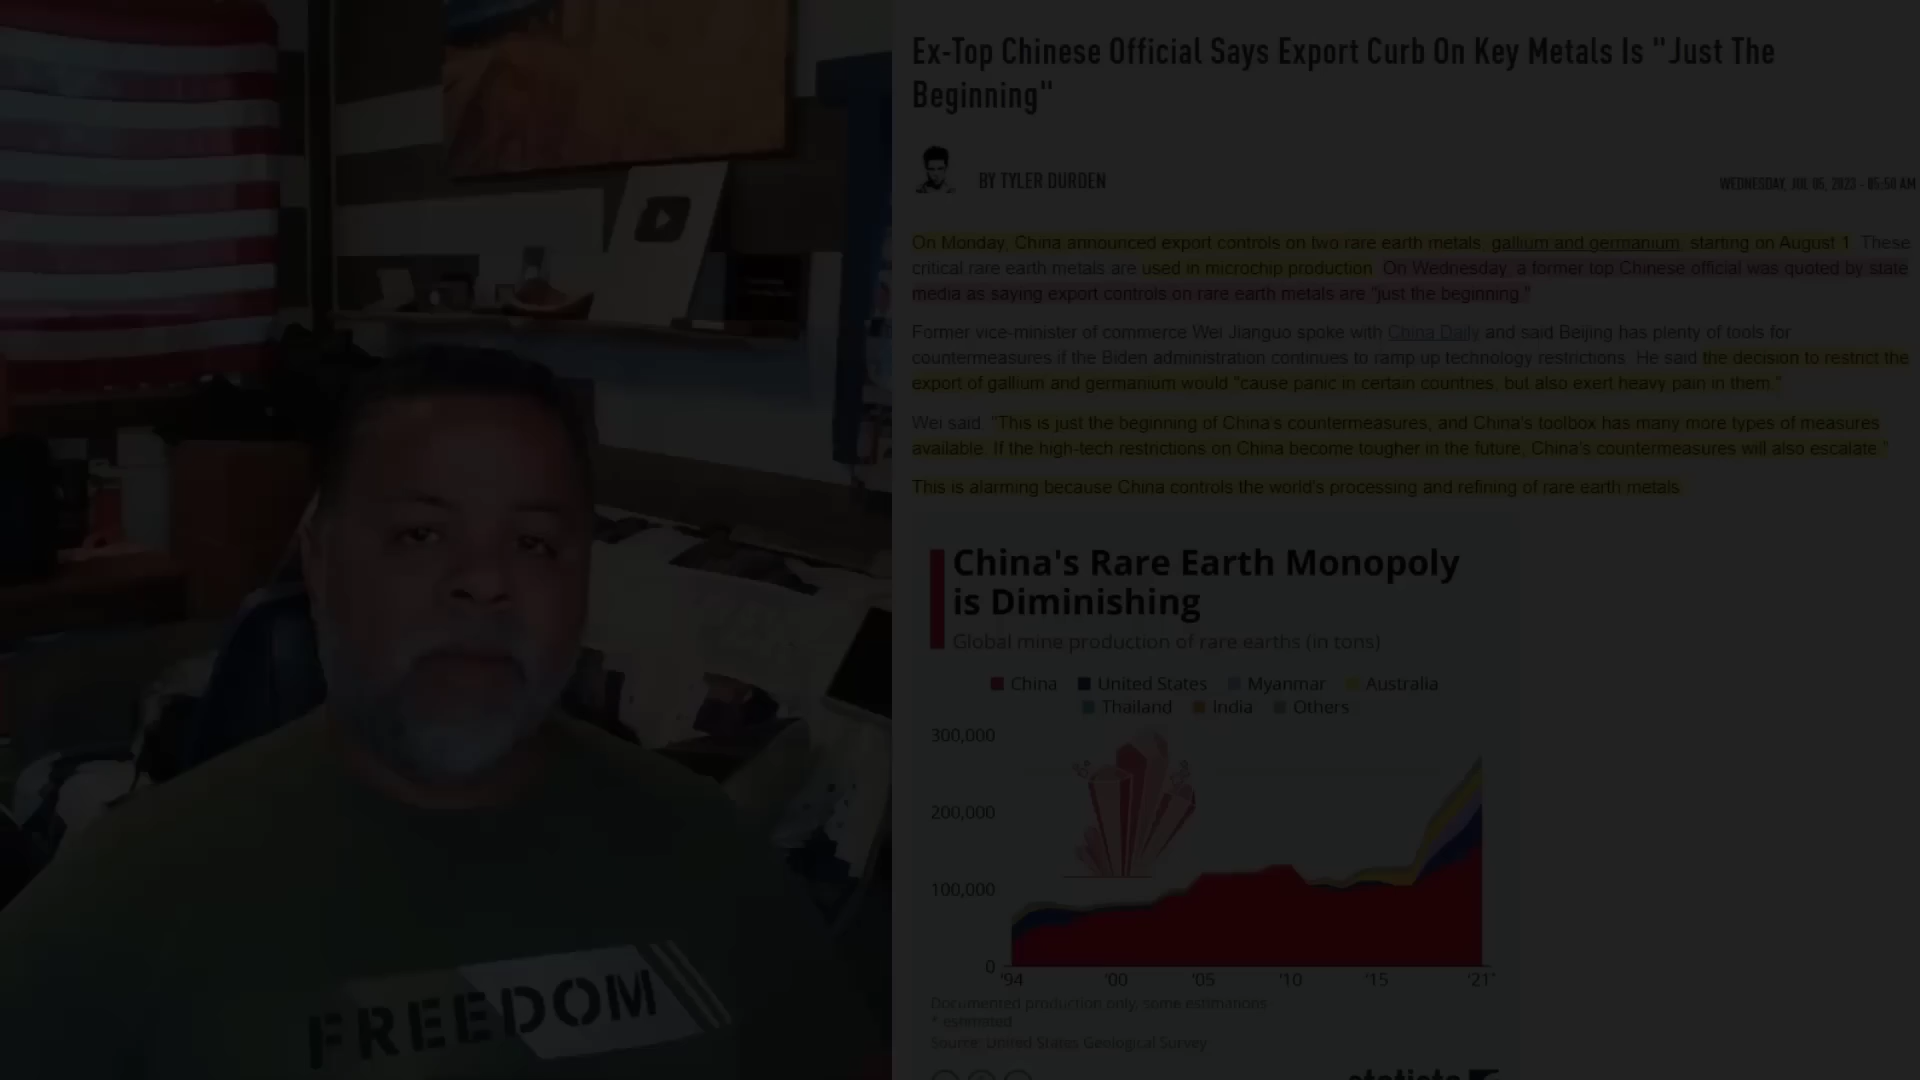 Ex-Top Chinese Official Says Export Curb On Key Metals Is "Just The
Beginning"
BY TYLER DURDEN
WEDNESDAY, JUL 05, 2023 - 05:50 AM
On Monday, China announced export controls on two rare earth metals, gallium and germanium, starting on August 1. These
critical rare earth metals are used in microchip production. On Wednesday, a former top Chinese official was quoted by state
media as saying export controls on rare earth metals are "just the beginning."
Former vice-minister of commerce Wei Jianguo spoke with China Daily and said Beijing has plenty of tools for
countermeasures if the Biden administration continues to ramp up technology restrictions. He said the decision to restrict the
export of gallium and germanium would "cause panic in certain countries, but also exert heavy pain in them."
Wei said, "This is just the beginning of China's countermeasures, and China's toolbox has many more types of measures
available. If the high-tech restrictions on China become tougher in the future, China's countermeasures will also escalate."
This is alarming because China controls the world's processing and refining of rare earth metals.
China's Rare Earth Monopoly
is Diminishing
Global mine production of rare earths (in tons)
China United States Myanmar Australia
Thailand India Others
300,000
200,000
100,000
0
'94 '00 '05 '10 '15 '21*
Documented production only, some estimations
* estimated
Source: United States Geological Survey
statista
FREEDOM